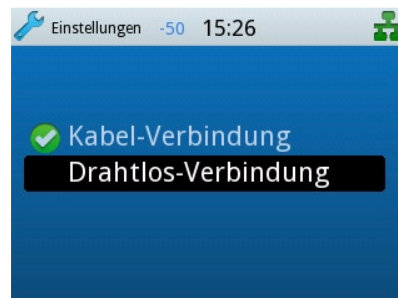 Einstellungen -50 15:26
Kabel-Verbindung
Drahtlos-Verbindung